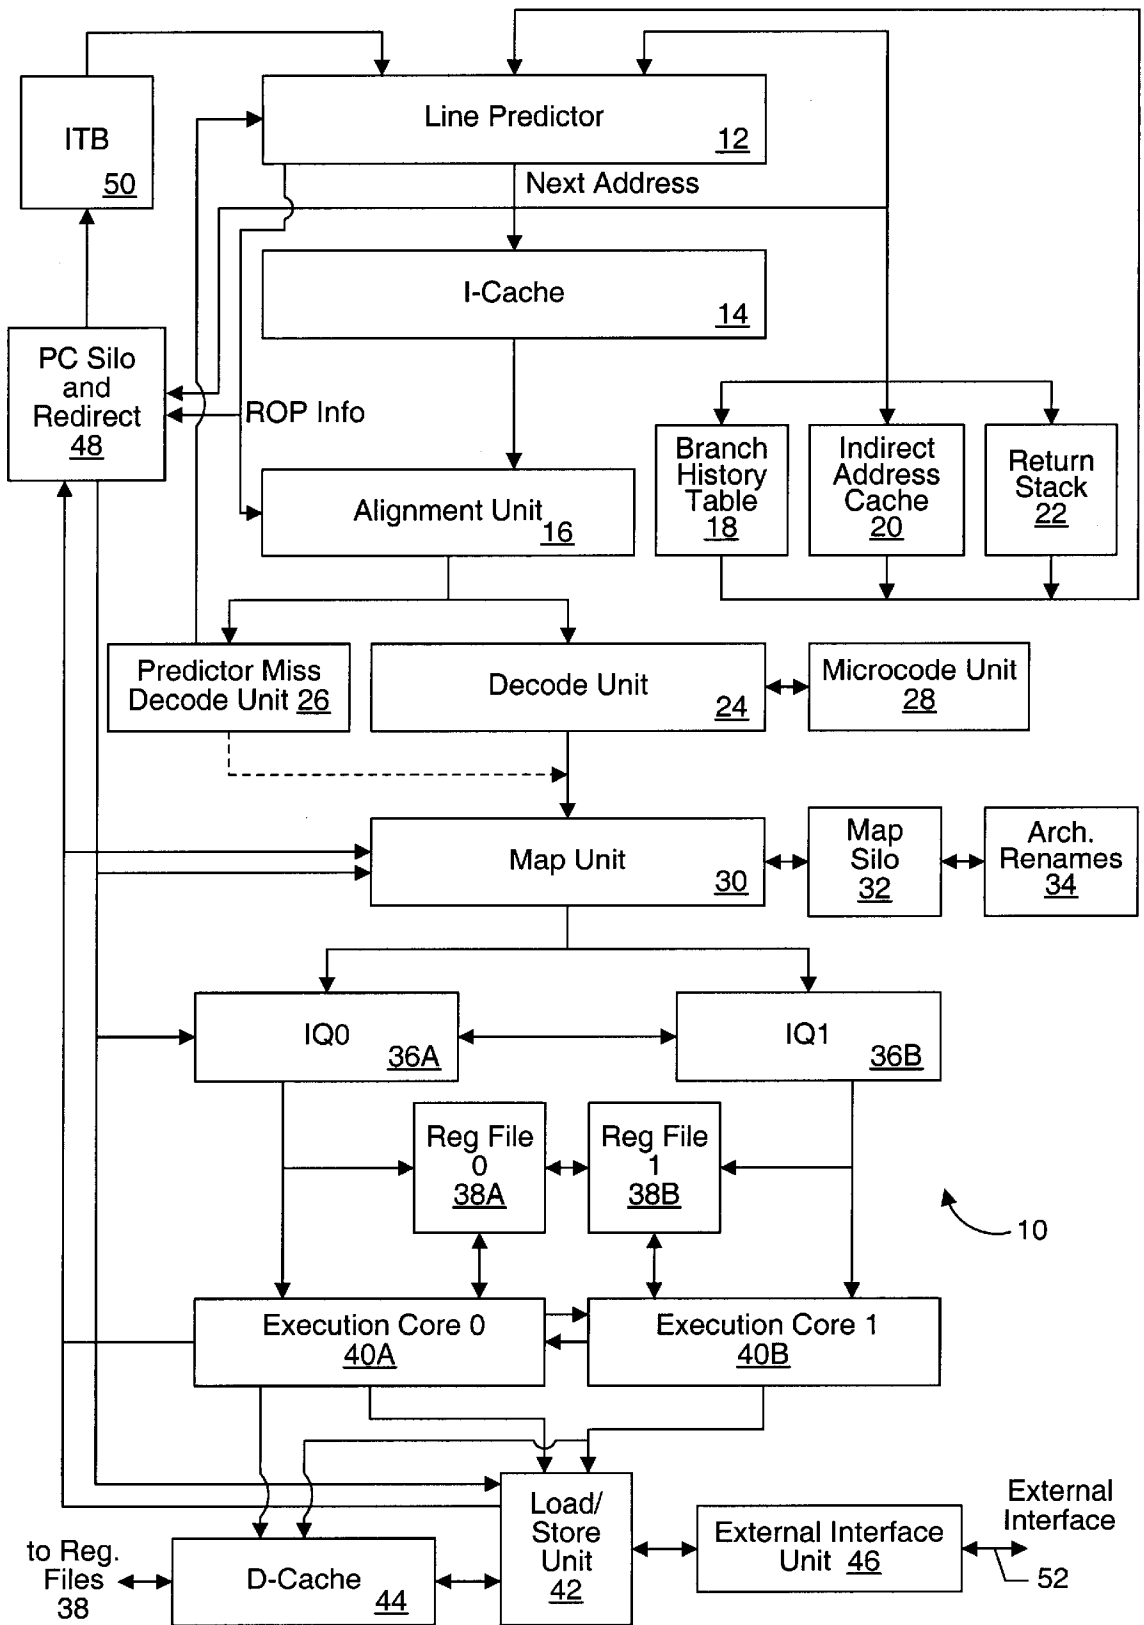 Line Predictor
12
ITB
50
Next Address
I-Cache
14
PC Silo
and
Redirect
48
ROP Info
Branch
History
Table
18
Indirect
Address
Cache
20
Return
Stack
22
Alignment Unit
16
Predictor Miss
Decode Unit 26
Decode Unit
24
Microcode Unit
28
Map Unit
30
Map
Silo
32
Arch.
Renames
34
IQ0
36A
IQ1
36B
Reg File
0
38A
Reg File
1
38B
10
Execution Core 0
40A
Execution Core 1
40B
Load/
Store
Unit
42
External Interface
Unit 46
External
Interface
52
to Reg.
Files
38
D-Cache
44